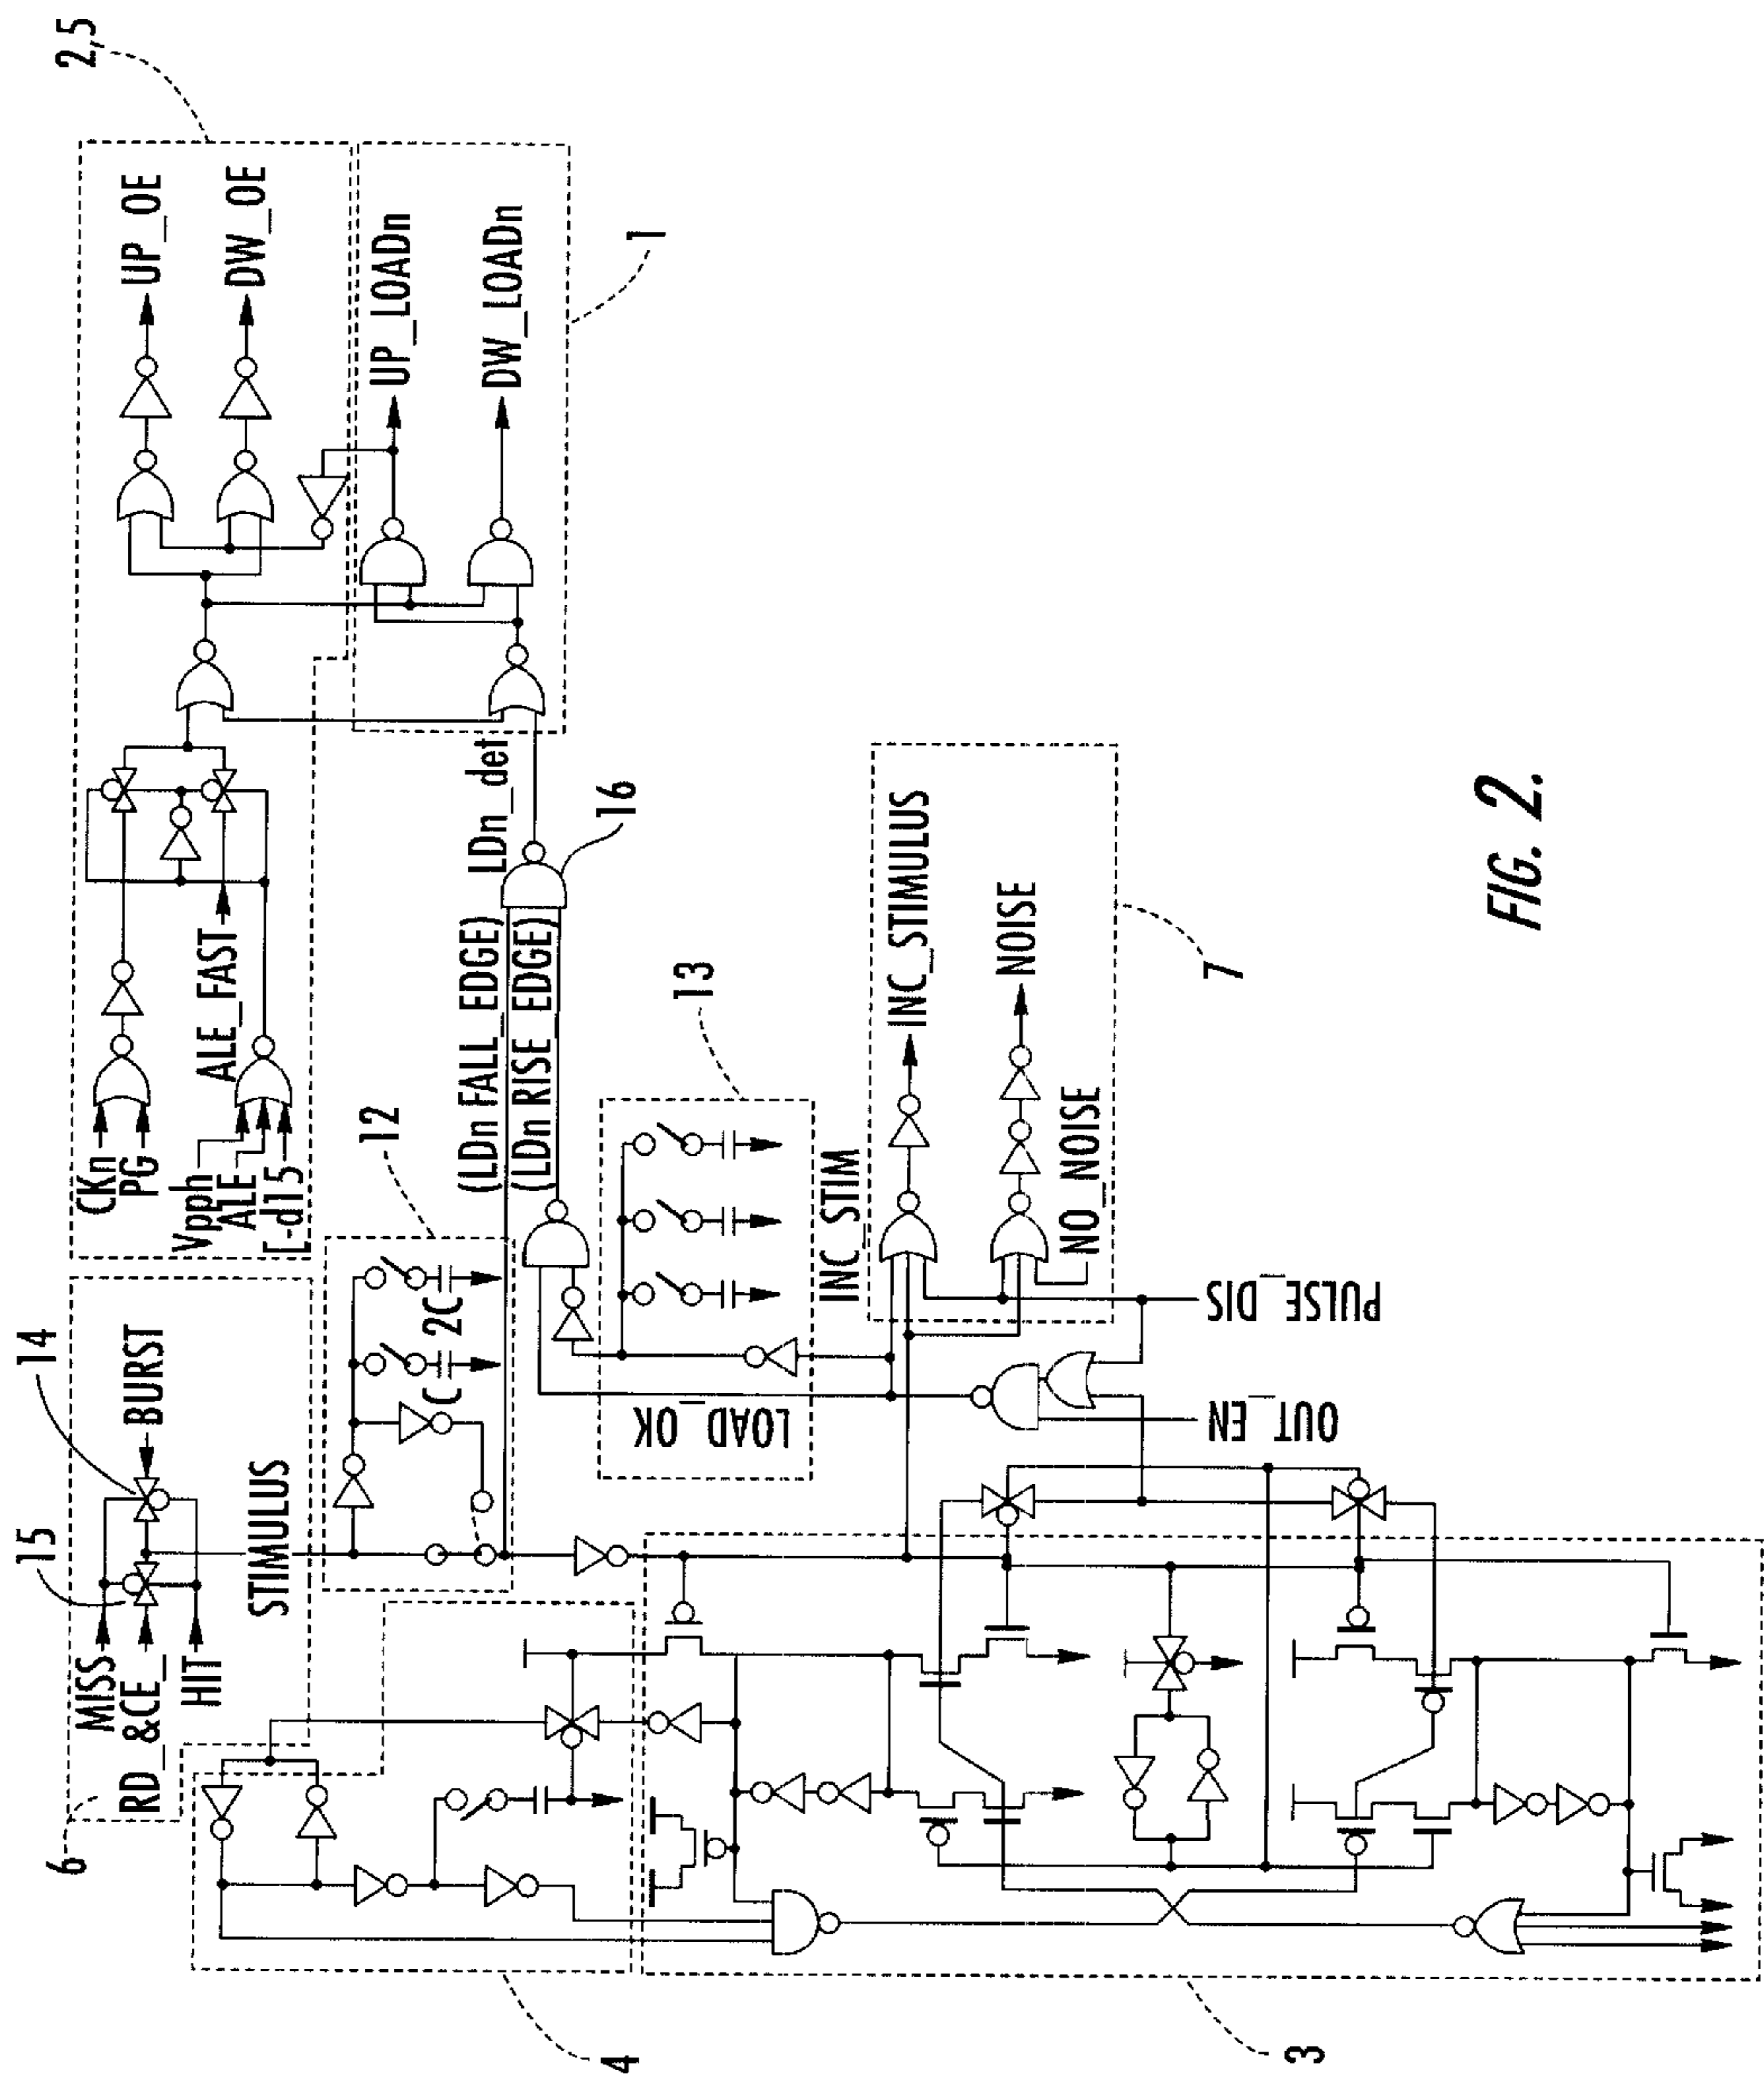 2,5
UP_OE
DW_OE
UP_LOADn
DW_LOADn
1
CKn
PG
Vpph
ALE
[-d15
ALE_FAST
LDn_det
16
(LDn FALL_EDGE)
(LDn RISE_EDGE)
14
15
BURST
MISS
RD_&CE_
HIT
6
STIMULUS
12
C
2C
13
LOAD_OK
INC_STIM
INC_STIMULUS
NOISE
NO_NOISE
7
PULSE_DIS
OUT_EN
4
3
FIG. 2.